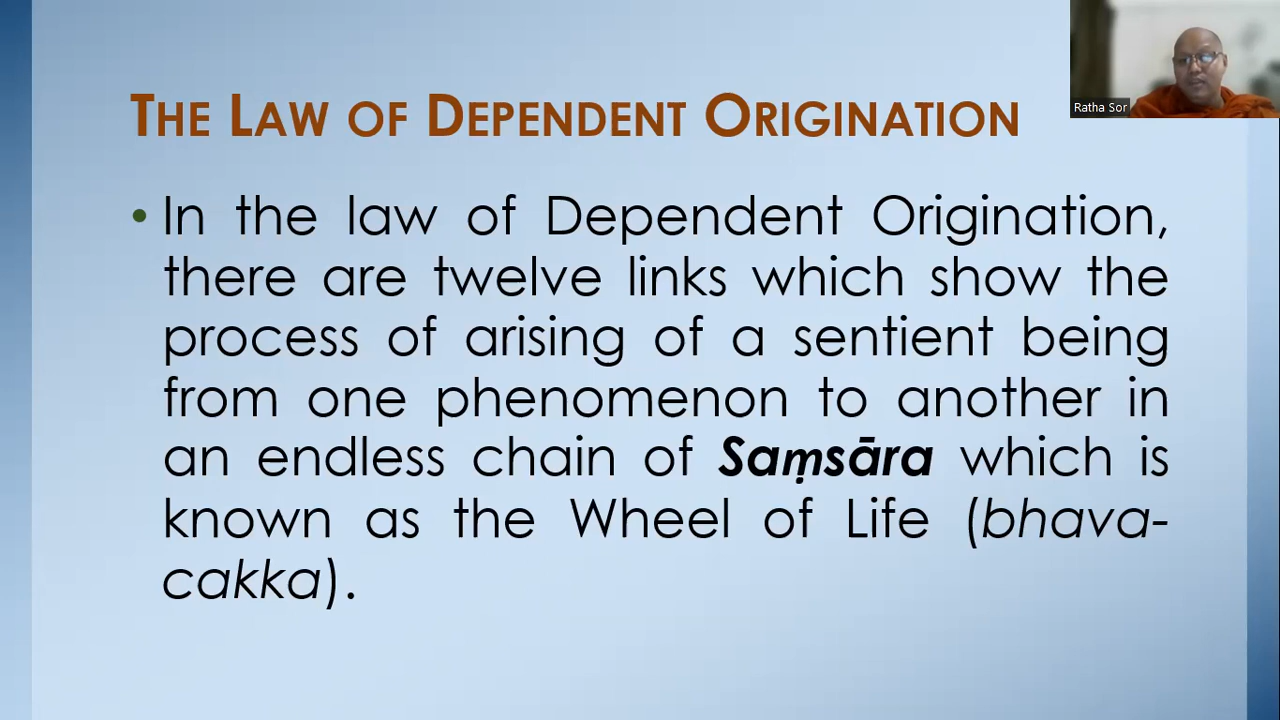 THE LAW OF DEPENDENT ORIGINATION
Ratha Sor
• In the law of Dependent Origination,
there are twelve links which show the
process of arising of a sentient being
from one phenomenon to another in
an endless chain of Saṃsāra which is
known as the Wheel of Life (bhava-
cakka).